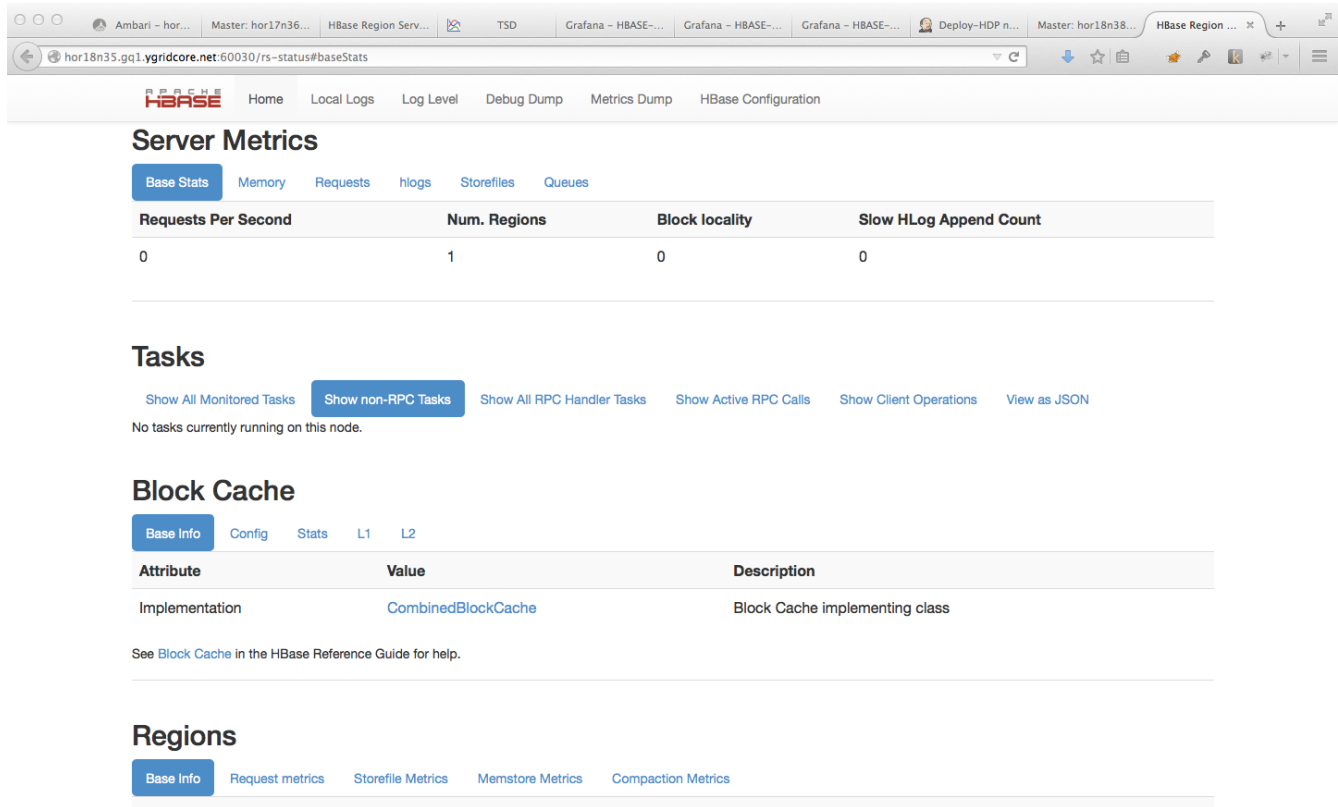 Ambari – hor... Master: hor17n36... HBase Region Serv... TSD Grafana – HBASE-... Grafana – HBASE-... Grafana – HBASE-... Deploy-HDP n... Master: hor18n38... HBase Region ...
hor18n35.gq1.ygridcore.net:60030/rs-status#baseStats
APACHE
HBASE Home Local Logs Log Level Debug Dump Metrics Dump HBase Configuration
Server Metrics
Base Stats Memory Requests hlogs Storefiles Queues
Requests Per Second Num. Regions Block locality Slow HLog Append Count
0 1 0 0
Tasks
Show All Monitored Tasks Show non-RPC Tasks Show All RPC Handler Tasks Show Active RPC Calls Show Client Operations View as JSON
No tasks currently running on this node.
Block Cache
Base Info Config Stats L1 L2
Attribute Value Description
Implementation CombinedBlockCache Block Cache implementing class
See Block Cache in the HBase Reference Guide for help.
Regions
Base Info Request metrics Storefile Metrics Memstore Metrics Compaction Metrics